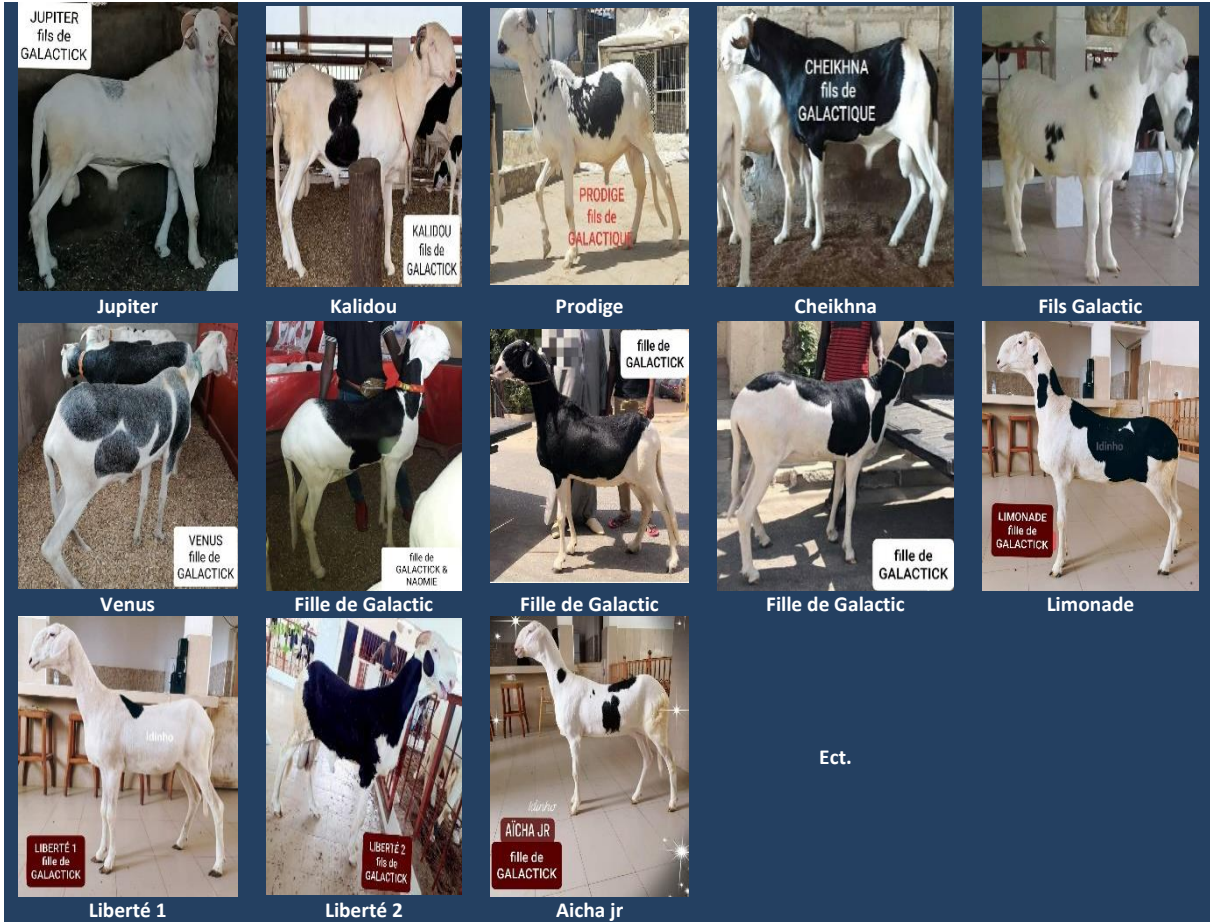 JUPITER
fils de
GALACTICK
KALIDOU
fils de
GALACTICK
PRODIGE
fils de
GALACTIQUE
CHEIKHNA
fils de
GALACTIQUE
Jupiter
Kalidou
Prodige
Cheikhna
Fils Galactic
VENUS
fille de
GALACTICK
fille de
GALACTICK &
NAOMIE
fille de
GALACTICK
fille de
GALACTICK
Idinho
LIMONADE
fille de
GALACTICK
Venus
Fille de Galactic
Fille de Galactic
Fille de Galactic
Limonade
Idinho
LIBERTÉ 1
fille de
GALACTICK
LIBERTÉ 2
fils de
GALACTICK
Idinho
AÏCHA JR
fille de
GALACTICK
Ect.
Liberté 1
Liberté 2
Aicha jr